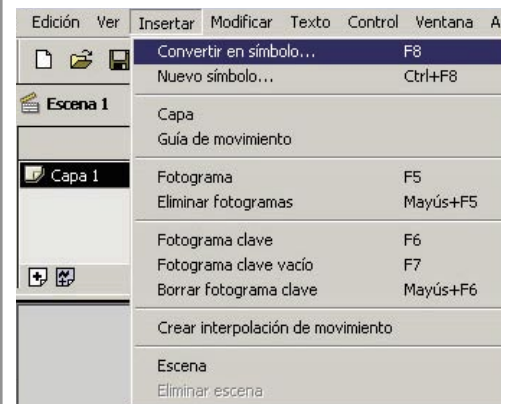 Edición Ver Insertar Modificar Texto Control Ventana A
Convertir en símbolo... F8
Nuevo símbolo... Ctrl+F8
Escena 1
Capa
Guía de movimiento
Capa 1
Fotograma F5
Eliminar fotogramas Mayús+F5
Fotograma clave F6
Fotograma clave vacío F7
Borrar fotograma clave Mayús+F6
Crear interpolación de movimiento
Escena
Eliminar escena